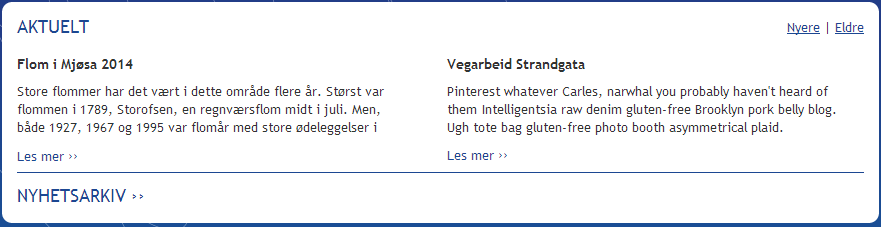 AKTUELT
Nyere | Eldre
Flom i Mjøsa 2014
Store flommer har det vært i dette område flere år. Størst var
flommen i 1789, Storofsen, en regnværsflom midt i juli. Men,
både 1927, 1967 og 1995 var flomår med store ødeleggelser i
Les mer ››
Vegarbeid Strandgata
Pinterest whatever Carles, narwhal you probably haven't heard of
them Intelligentsia raw denim gluten-free Brooklyn pork belly blog.
Ugh tote bag gluten-free photo booth asymmetrical plaid.
Les mer ››
NYHETSARKIV ››